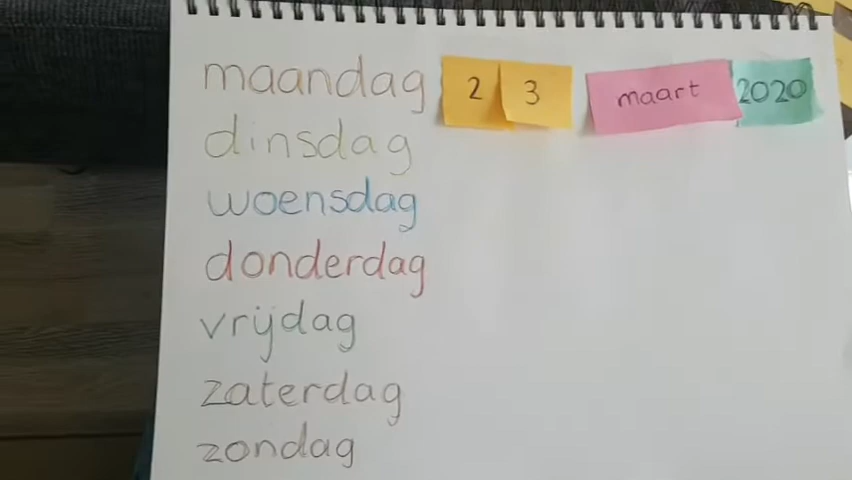 maandag 2 3 maart 2020
dinsdag
woensdag
donderdag
vrijdag
zaterdag
zondag